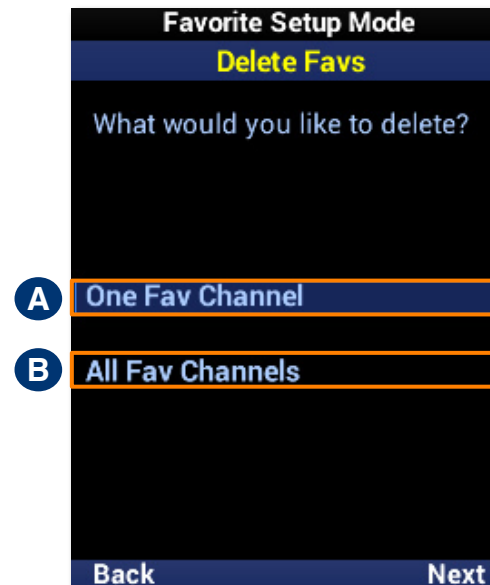 Favorite Setup Mode
Delete Favs
What would you like to delete?
A One Fav Channel
B All Fav Channels
Back Next